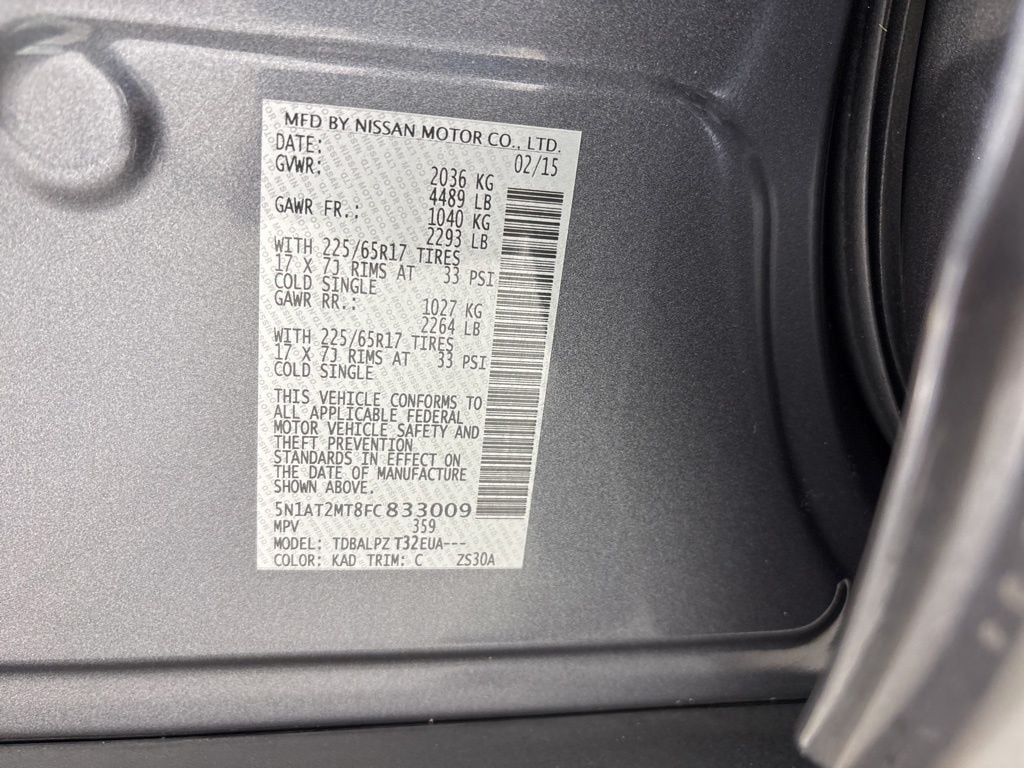 MFD BY NISSAN MOTOR CO., LTD.
DATE: 02/15
GVWR: 2036 KG
4489 LB
GAWR FR.: 1040 KG
2293 LB
WITH 225/65R17 TIRES
17 X 7J RIMS AT 33 PSI
COLD SINGLE
GAWR RR.: 1027 KG
2264 LB
WITH 225/65R17 TIRES
17 X 7J RIMS AT 33 PSI
COLD SINGLE
THIS VEHICLE CONFORMS TO
ALL APPLICABLE FEDERAL
MOTOR VEHICLE SAFETY AND
THEFT PREVENTION
STANDARDS IN EFFECT ON
THE DATE OF MANUFACTURE
SHOWN ABOVE.
5N1AT2MT8FC833009
MPV 359
MODEL: TDBALPZ T32EUA---
COLOR: KAD TRIM: C ZS30A